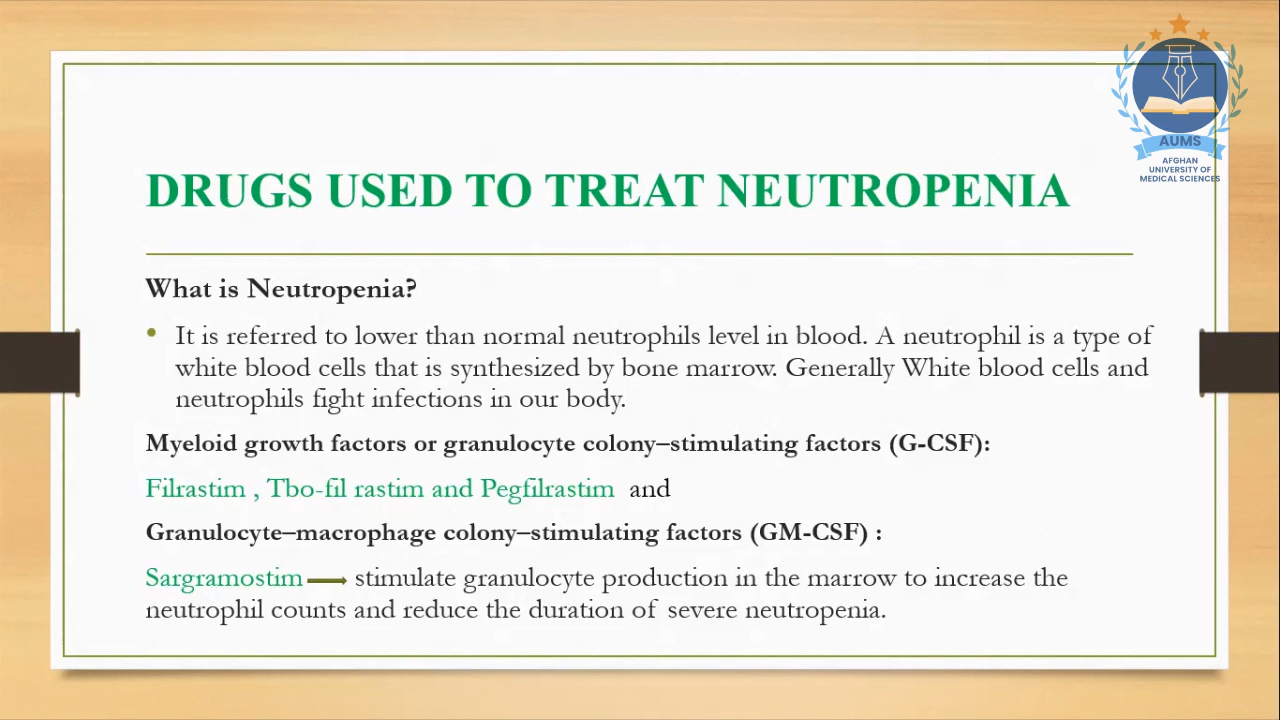 AUMS
AFGHAN
UNIVERSITY OF
MEDICAL SCIENCES
DRUGS USED TO TREAT NEUTROPENIA
What is Neutropenia?
• It is referred to lower than normal neutrophils level in blood. A neutrophil is a type of
white blood cells that is synthesized by bone marrow. Generally White blood cells and
neutrophils fight infections in our body.
Myeloid growth factors or granulocyte colony–stimulating factors (G-CSF):
Filrastim , Tbo-fil rastim and Pegfilrastim and
Granulocyte–macrophage colony–stimulating factors (GM-CSF) :
Sargramostim → stimulate granulocyte production in the marrow to increase the
neutrophil counts and reduce the duration of severe neutropenia.